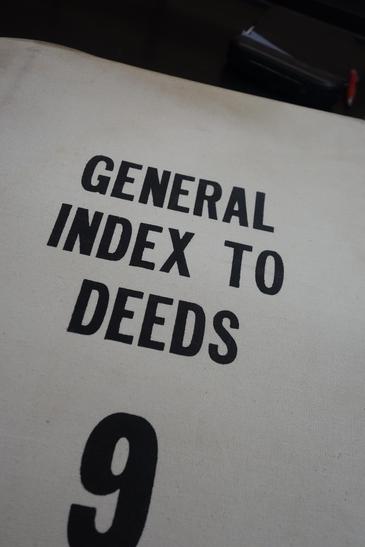 GENERAL
INDEX TO
DEEDS
9